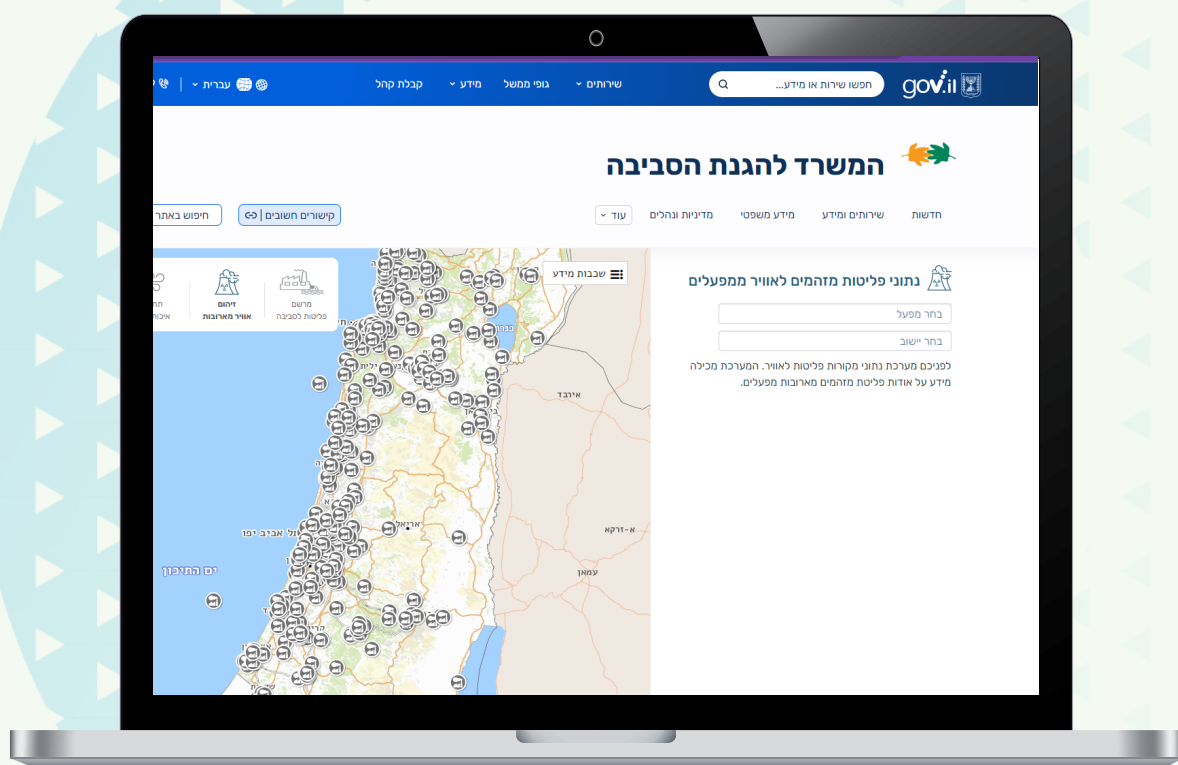 gov.il
חפשו שירות או מידע...
שירותים
גופי ממשל
מידע
קבלת קהל
עברית
המשרד להגנת הסביבה
חדשות
שירותים ומידע
מידע משפטי
מדיניות ונהלים
עוד
קישורים חשובים |
חיפוש באתר
נתוני פליטות מזהמים לאוויר ממפעלים
בחר מפעל
בחר יישוב
לפניכם מערכת נתוני מקורות פליטות לאוויר. המערכת מכילה
מידע על אודות פליטת מזהמים מארובות מפעלים.
שכבות מידע
מרשם
פליטות לסביבה
זיהום
אוויר מארובות
כנרת
אירבד
אריאל
א-זרקא
עמאן
תל אביב יפו
ים התיכון